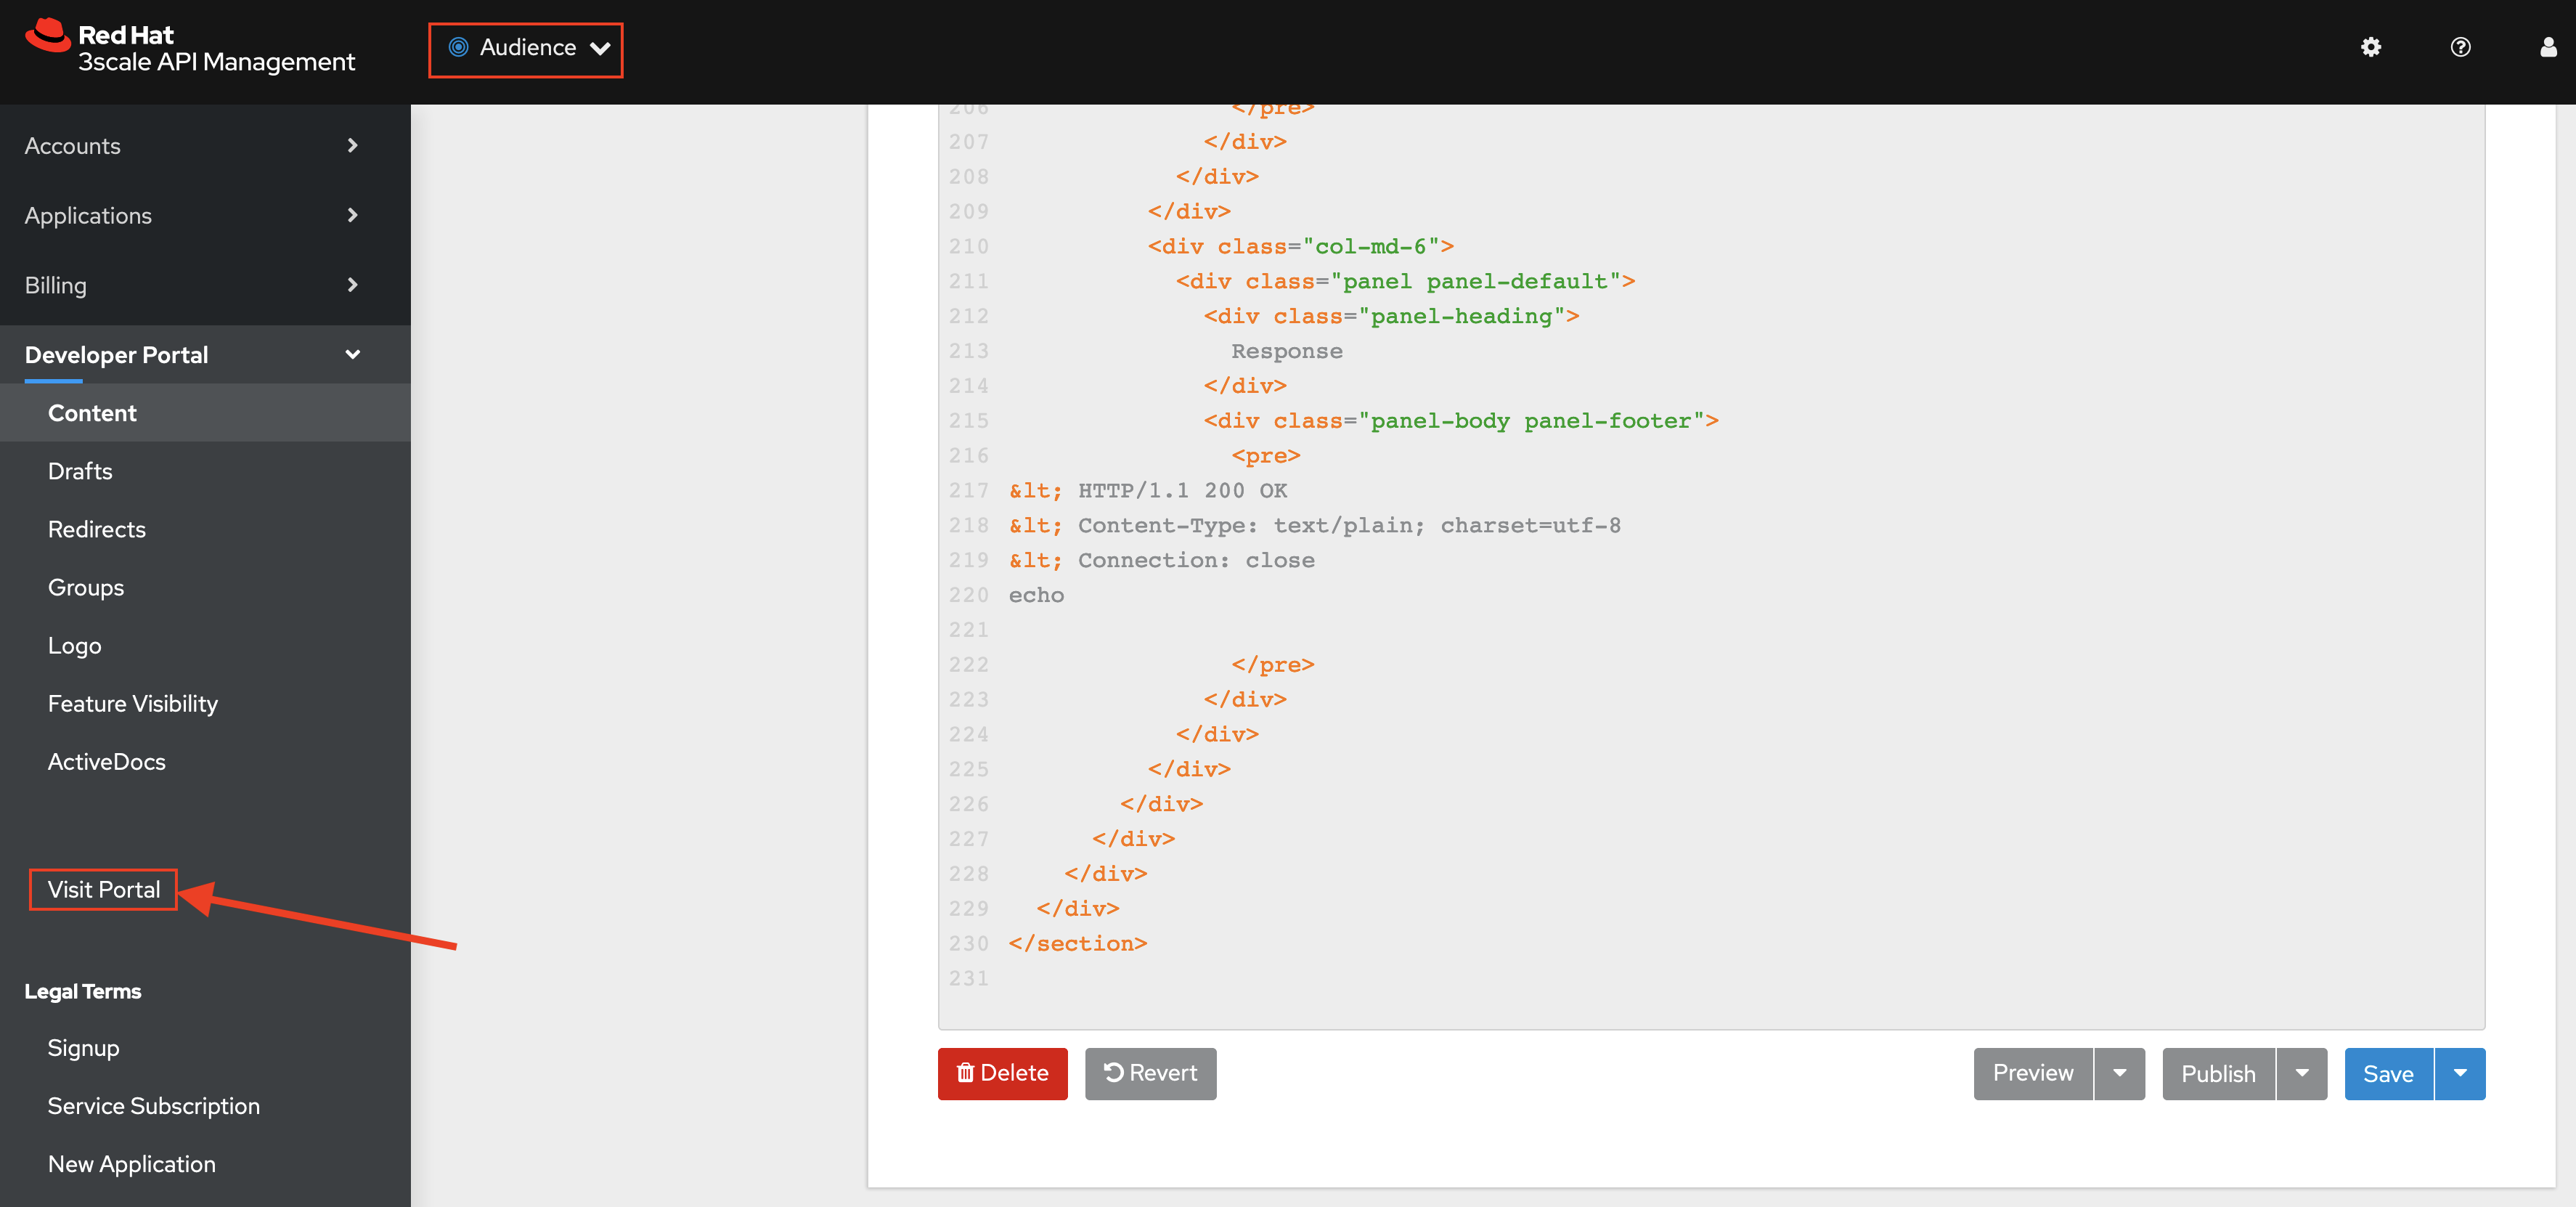 Red Hat
3scale API Management
Audience
Accounts
Applications
Billing
Developer Portal
Content
Drafts
Redirects
Groups
Logo
Feature Visibility
ActiveDocs
Visit Portal
Legal Terms
Signup
Service Subscription
New Application
206 </pre>
207 </div>
208 </div>
209 </div>
210 <div class="col-md-6">
211 <div class="panel panel-default">
212 <div class="panel-heading">
213 Response
214 </div>
215 <div class="panel-body panel-footer">
216 <pre>
217 &lt; HTTP/1.1 200 OK
218 &lt; Content-Type: text/plain; charset=utf-8
219 &lt; Connection: close
220 echo
221
222 </pre>
223 </div>
224 </div>
225 </div>
226 </div>
227 </div>
228 </div>
229 </div>
230 </section>
231
Delete Revert Preview Publish Save